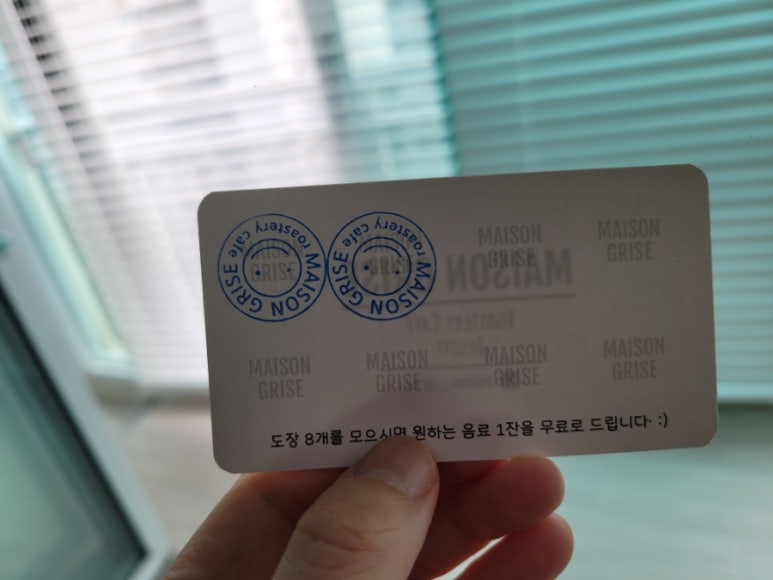 MAISON GRISE roastery cafe
MAISON GRISE roastery cafe
MAISON
GRISE
MAISON
GRISE
MAISON
GRISE
MAISON
GRISE
MAISON
GRISE
MAISON
GRISE
도장 8개를 모으시면 원하는 음료 1잔을 무료로 드립니다 :)